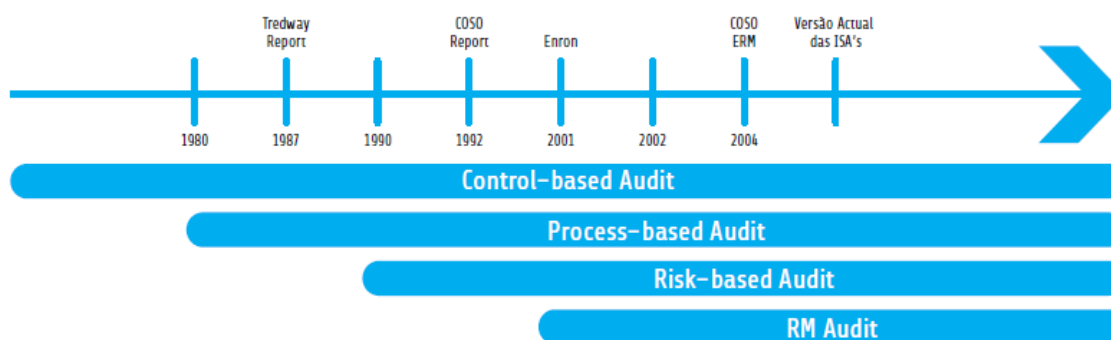 Tredway
Report
COSO
Report
Enron
COSO
ERM
Versão Actual
das ISA's
1980
1987
1990
1992
2001
2002
2004
Control-based Audit
Process-based Audit
Risk-based Audit
RM Audit